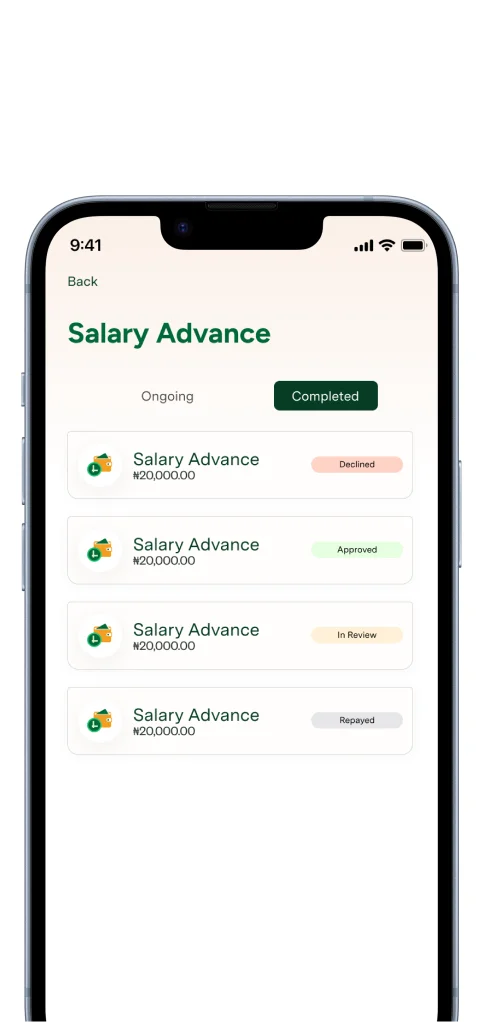 9:41
Back
Salary Advance
Ongoing
Completed
Salary Advance
₦20,000.00
Declined
Salary Advance
₦20,000.00
Approved
Salary Advance
₦20,000.00
In Review
Salary Advance
₦20,000.00
Repayed